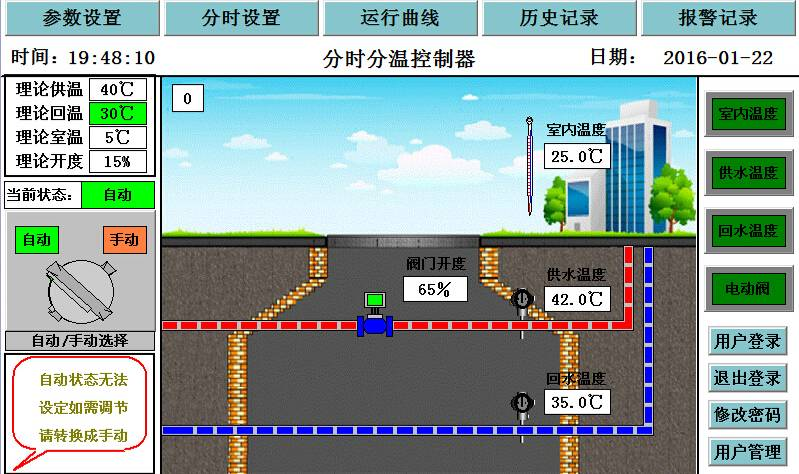 参数设置 分时设置 运行曲线 历史记录 报警记录
时间：19:48:10 分时分温控制器 日期： 2016-01-22
理论供温 40℃
理论回温 30℃
理论室温 5℃
理论开度 15%
当前状态： 自动
自动 手动
自动/手动选择
自动状态无法
设定如需调节
请转换成手动
0
室内温度
25.0℃
阀门开度
65%
供水温度
42.0℃
回水温度
35.0℃
室内温度
供水温度
回水温度
电动阀
用户登录
退出登录
修改密码
用户管理